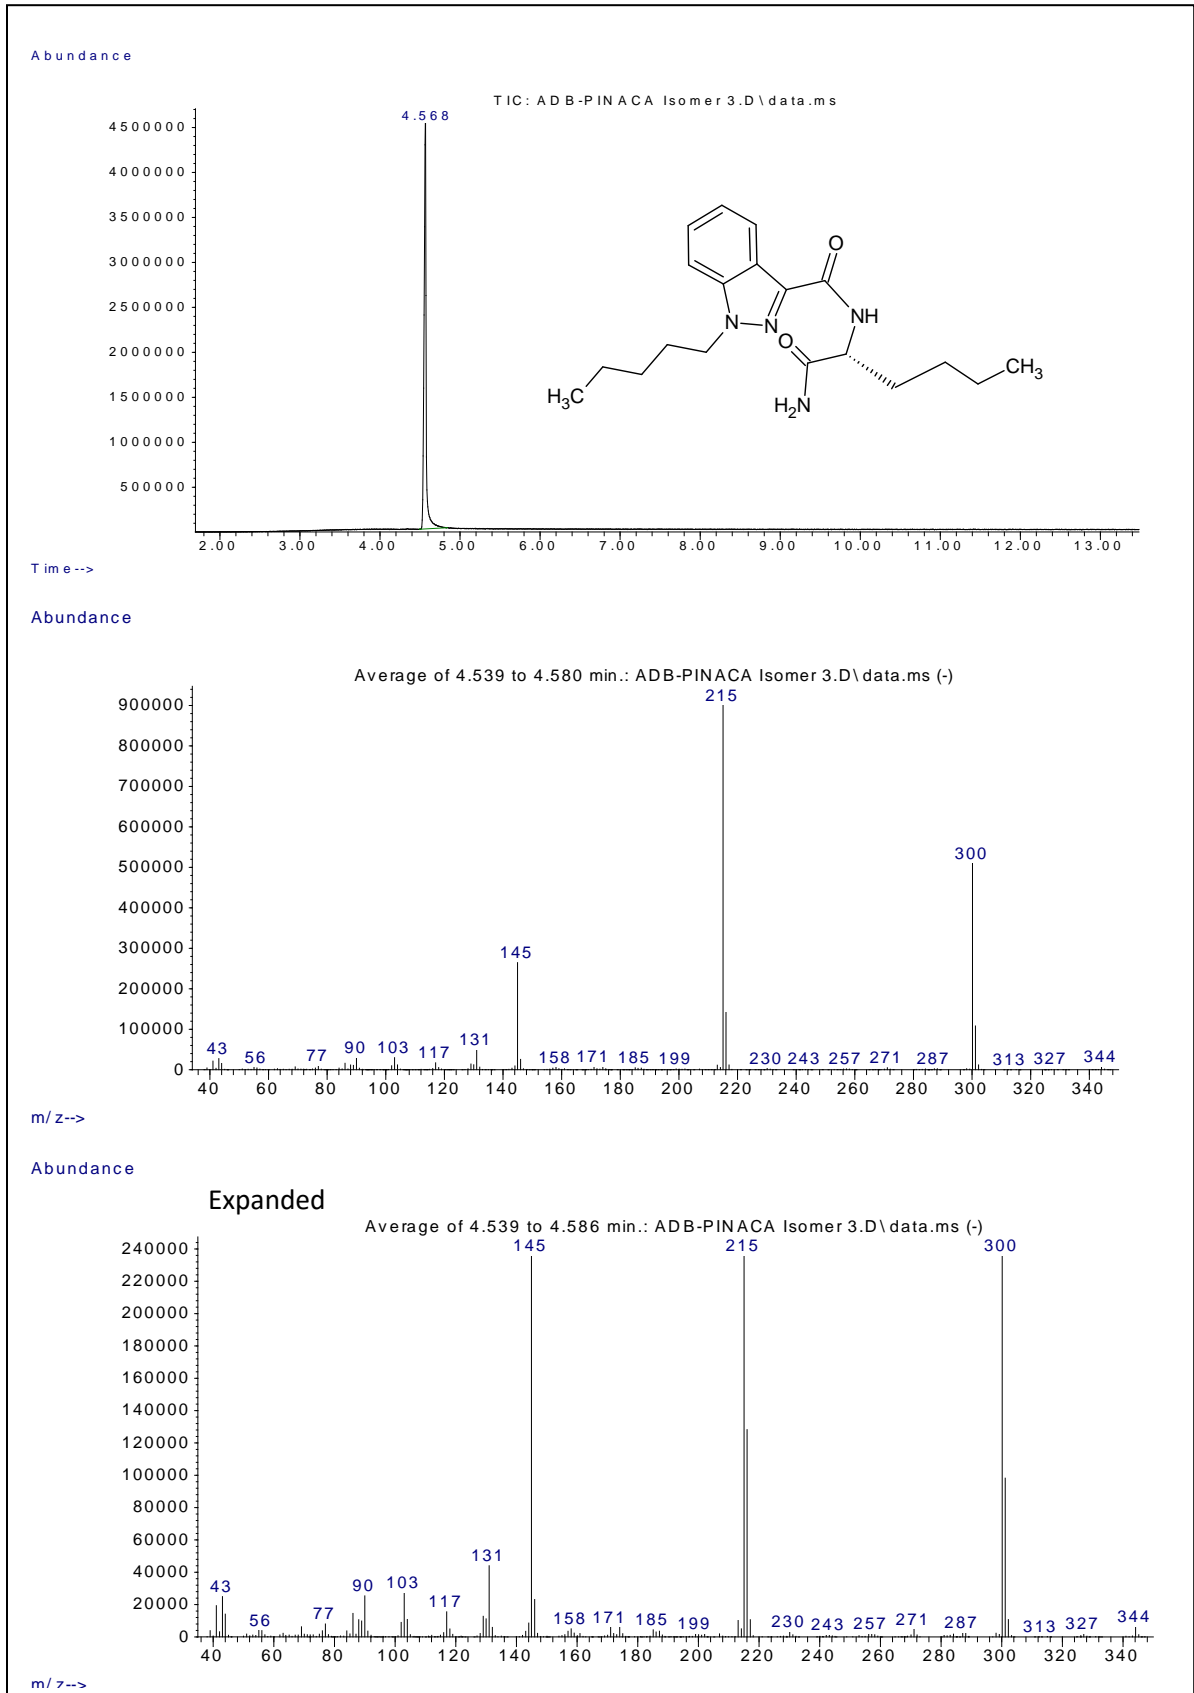 Abundance
TIC: ADB-PINACA Isomer 3.D\data.ms
4.568
4500000
4000000
3500000
3000000
2500000
2000000
1500000
1000000
500000
O
N
N
NH
O
H3C
H2N
CH3
2.00 3.00 4.00 5.00 6.00 7.00 8.00 9.00 10.00 11.00 12.00 13.00
Time-->
Abundance
Average of 4.539 to 4.580 min.: ADB-PINACA Isomer 3.D\data.ms (-)
215
900000
800000
700000
600000
500000
400000
300000
200000
100000
0
300
145
43 56 77 90 103 117 131 158 171 185 199 230 243 257 271 287 313 327 344
40 60 80 100 120 140 160 180 200 220 240 260 280 300 320 340
m/z-->
Abundance
Expanded
Average of 4.539 to 4.586 min.: ADB-PINACA Isomer 3.D\data.ms (-)
145 215 300
240000
220000
200000
180000
160000
140000
120000
100000
80000
60000
40000
20000
0
43 56 77 90 103 117 131 158 171 185 199 230 243 257 271 287 313 327 344
40 60 80 100 120 140 160 180 200 220 240 260 280 300 320 340
m/z-->